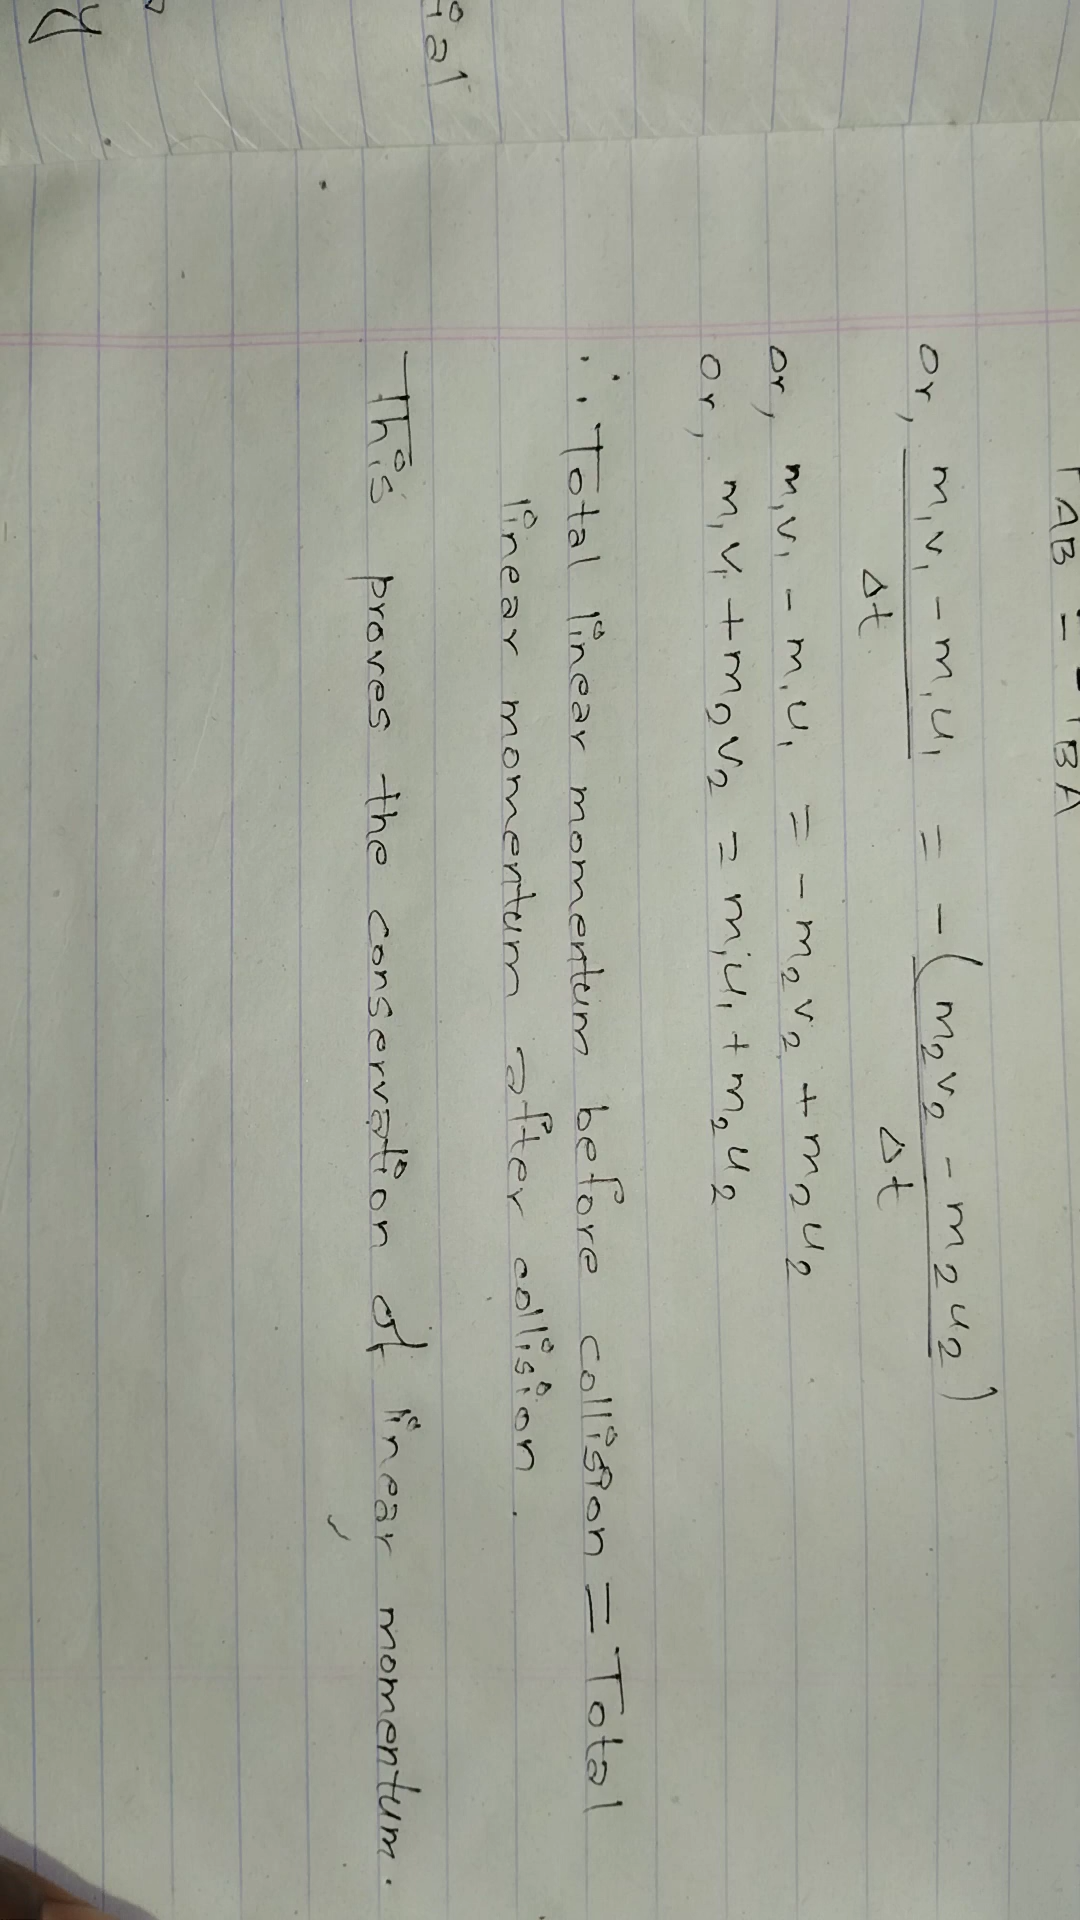 F_AB = -F_BA
or, m₁v₁ - m₁u₁ / Δt = - (m₂v₂ - m₂u₂) / Δt
or, m₁v₁ - m₁u₁ = - m₂v₂ + m₂u₂
or, m₁v₁ + m₂v₂ = m₁u₁ + m₂u₂
∴ Total linear momentum before collision = Total
linear momentum after collision.
This proves the conservation of linear momentum.